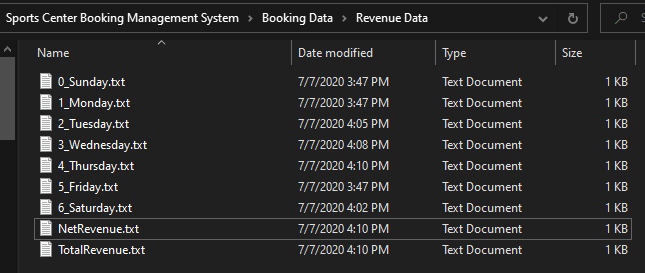 Sports Center Booking Management System > Booking Data > Revenue Data
Name Date modified Type Size
0_Sunday.txt 7/7/2020 3:47 PM Text Document 1 KB
1_Monday.txt 7/7/2020 3:47 PM Text Document 1 KB
2_Tuesday.txt 7/7/2020 4:05 PM Text Document 1 KB
3_Wednesday.txt 7/7/2020 4:08 PM Text Document 1 KB
4_Thursday.txt 7/7/2020 4:10 PM Text Document 1 KB
5_Friday.txt 7/7/2020 3:47 PM Text Document 1 KB
6_Saturday.txt 7/7/2020 4:02 PM Text Document 1 KB
NetRevenue.txt 7/7/2020 4:10 PM Text Document 1 KB
TotalRevenue.txt 7/7/2020 4:10 PM Text Document 1 KB